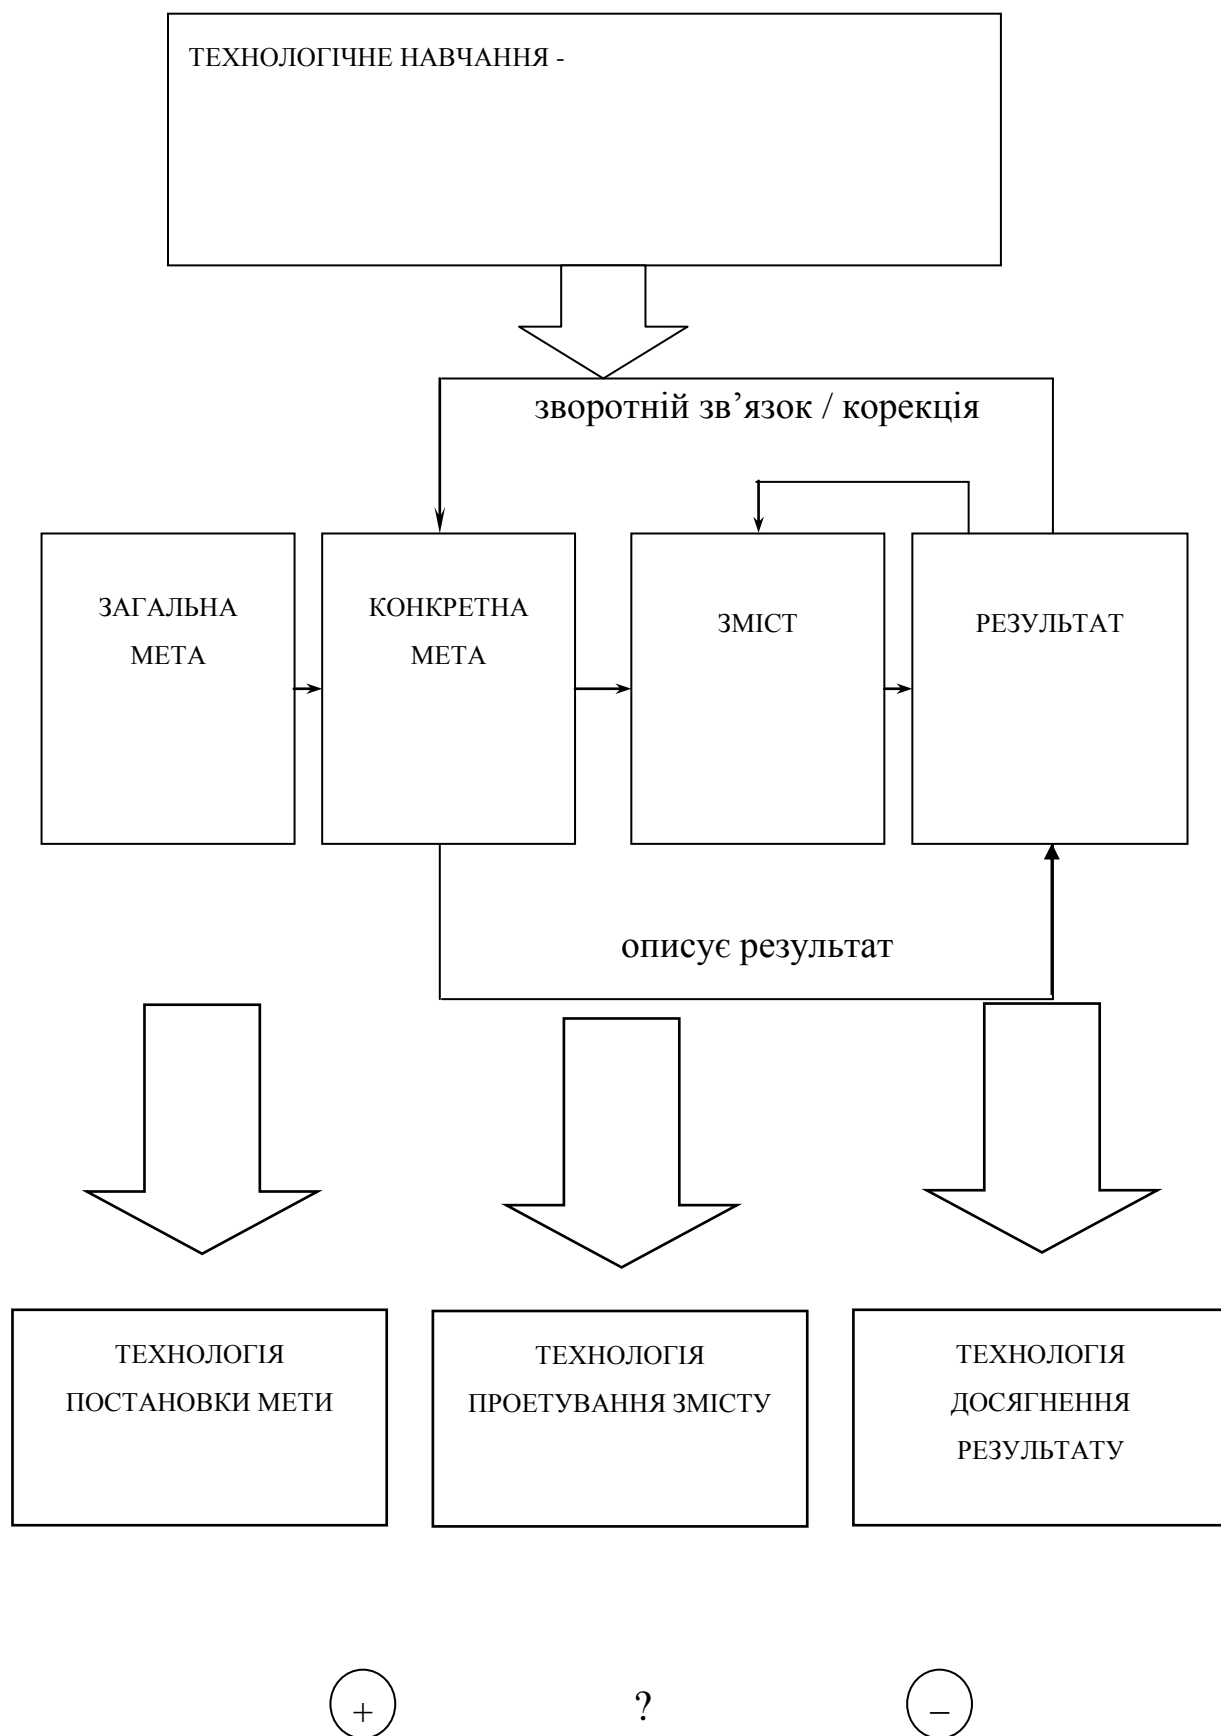 ТЕХНОЛОГІЧНЕ НАВЧАННЯ -
зворотній зв’язок / корекція
ЗАГАЛЬНА
МЕТА
КОНКРЕТНА
МЕТА
ЗМІСТ
РЕЗУЛЬТАТ
описує результат
ТЕХНОЛОГІЯ
ПОСТАНОВКИ МЕТИ
ТЕХНОЛОГІЯ
ПРОЕТУВАННЯ ЗМІСТУ
ТЕХНОЛОГІЯ
ДОСЯГНЕННЯ
РЕЗУЛЬТАТУ
+ ? –